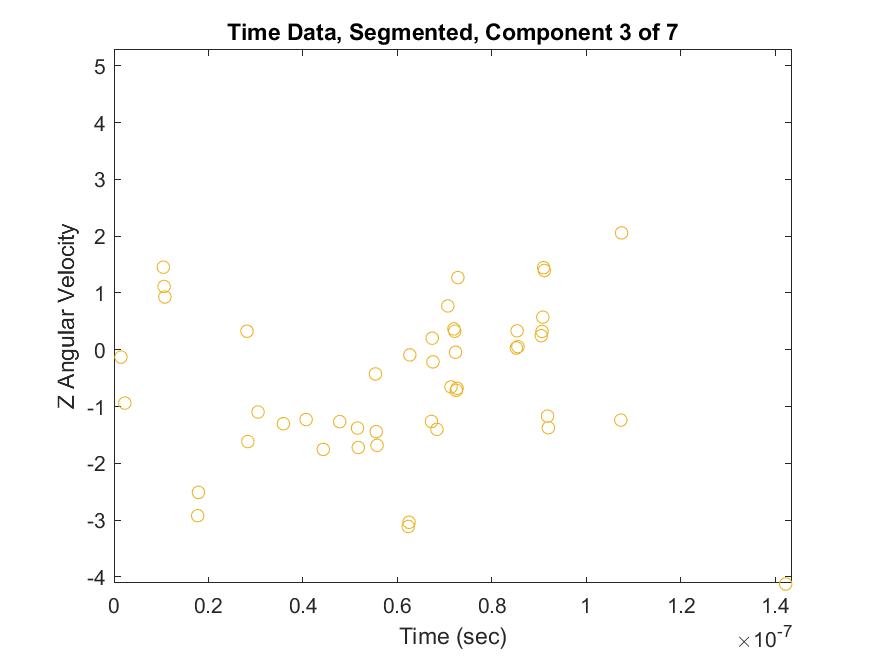 Time Data, Segmented, Component 3 of 7
5
4
3
2
1
0
-1
-2
-3
-4
Z Angular Velocity
0 0.2 0.4 0.6 0.8 1 1.2 1.4
Time (sec)
×10-7